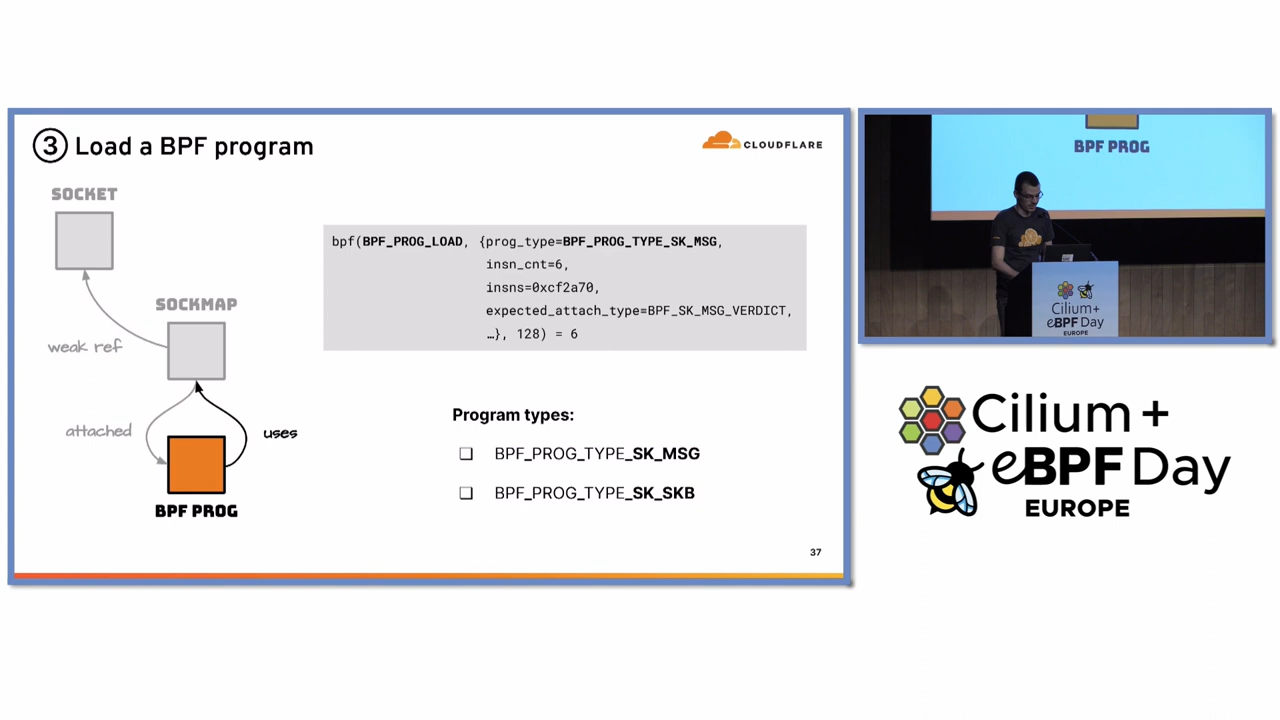 3 Load a BPF program
CLOUDFLARE
SOCKET
SOCKMAP
weak ref
attached
uses
BPF PROG
bpf(BPF_PROG_LOAD, {prog_type=BPF_PROG_TYPE_SK_MSG,
insn_cnt=6,
insns=0xcf2a70,
expected_attach_type=BPF_SK_MSG_VERDICT,
…}, 128) = 6
Program types:
❑ BPF_PROG_TYPE_SK_MSG
❑ BPF_PROG_TYPE_SK_SKB
37
BPF PROG
Cilium+
eBPF Day
EUROPE
Cilium +
eBPF Day
EUROPE